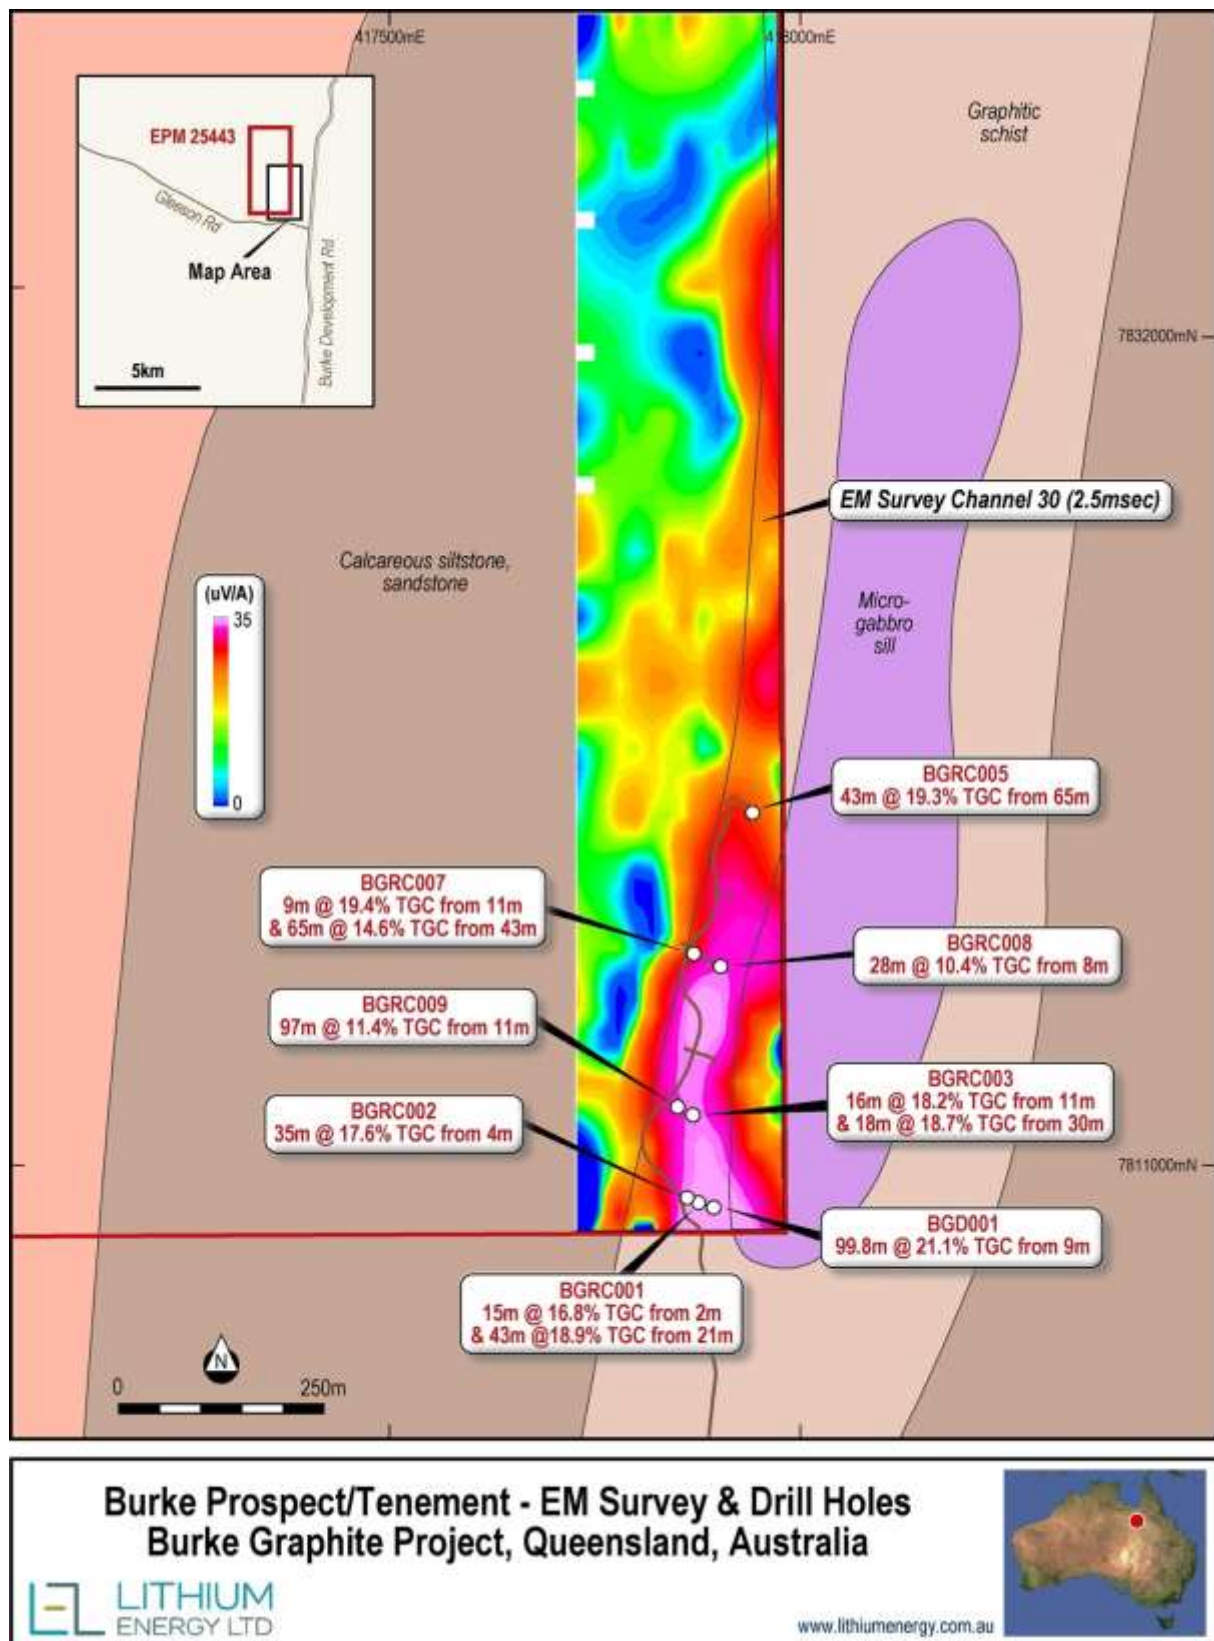 417500mE
418000mE
EPM 25443
Gleeson Rd
Map Area
Burke Development Rd
5km
Graphitic
schist
7832000mN
EM Survey Channel 30 (2.5msec)
Calcareous siltstone,
sandstone
(uV/A)
35
0
Micro-
gabbro
sill
BGRC005
43m @ 19.3% TGC from 65m
BGRC007
9m @ 19.4% TGC from 11m
& 65m @ 14.6% TGC from 43m
BGRC008
28m @ 10.4% TGC from 8m
BGRC009
97m @ 11.4% TGC from 11m
BGRC003
16m @ 18.2% TGC from 11m
& 18m @ 18.7% TGC from 30m
BGRC002
35m @ 17.6% TGC from 4m
7811000mN
BGD001
99.8m @ 21.1% TGC from 9m
BGRC001
15m @ 16.8% TGC from 2m
& 43m @18.9% TGC from 21m
N
0
250m
Burke Prospect/Tenement - EM Survey & Drill Holes
Burke Graphite Project, Queensland, Australia
LITHIUM
ENERGY LTD
www.lithiumenergy.com.au